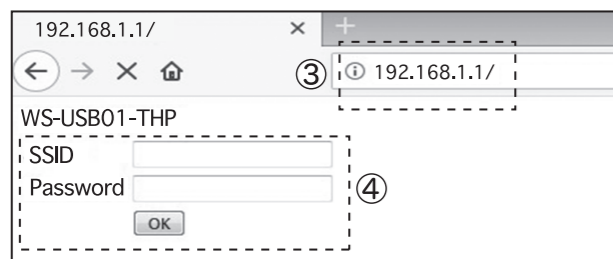 192.168.1.1/
③ 192.168.1.1/
WS-USB01-THP
SSID
Password
④
OK